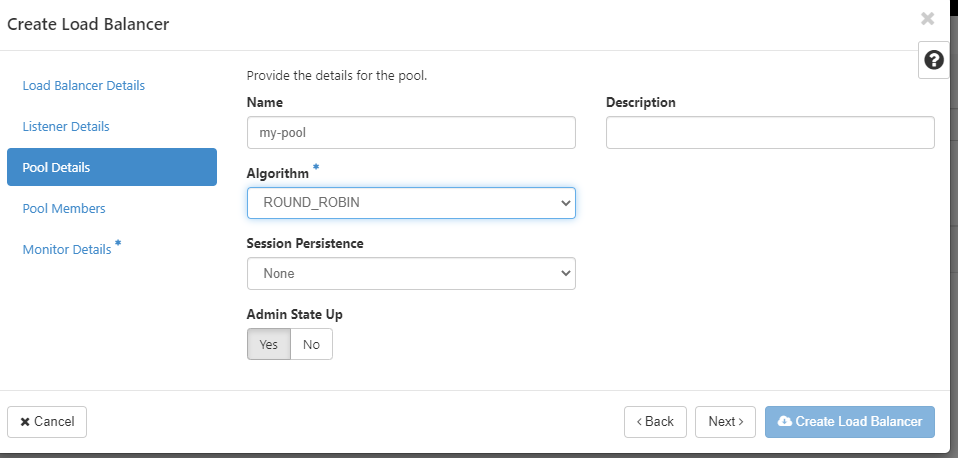 Create Load Balancer
×
?
Load Balancer Details
Listener Details
Pool Details
Pool Members
Monitor Details *
Provide the details for the pool.
Name
my-pool
Description
Algorithm *
ROUND_ROBIN
Session Persistence
None
Admin State Up
Yes No
× Cancel
‹ Back
Next ›
Create Load Balancer